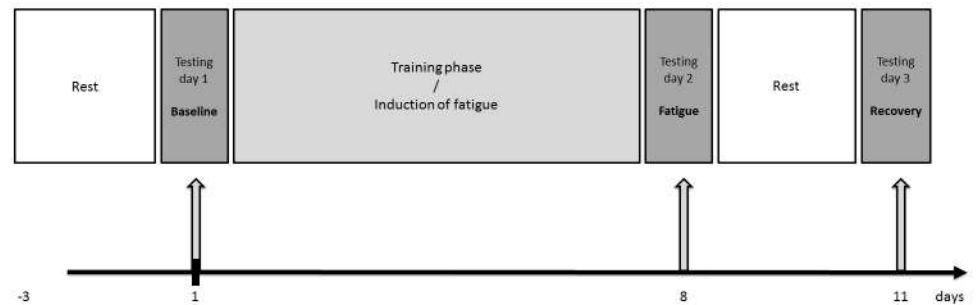 Rest
Testing
day 1
Baseline
Training phase
/
Induction of fatigue
Testing
day 2
Fatigue
Rest
Testing
day 3
Recovery
-3
1
8
11
days